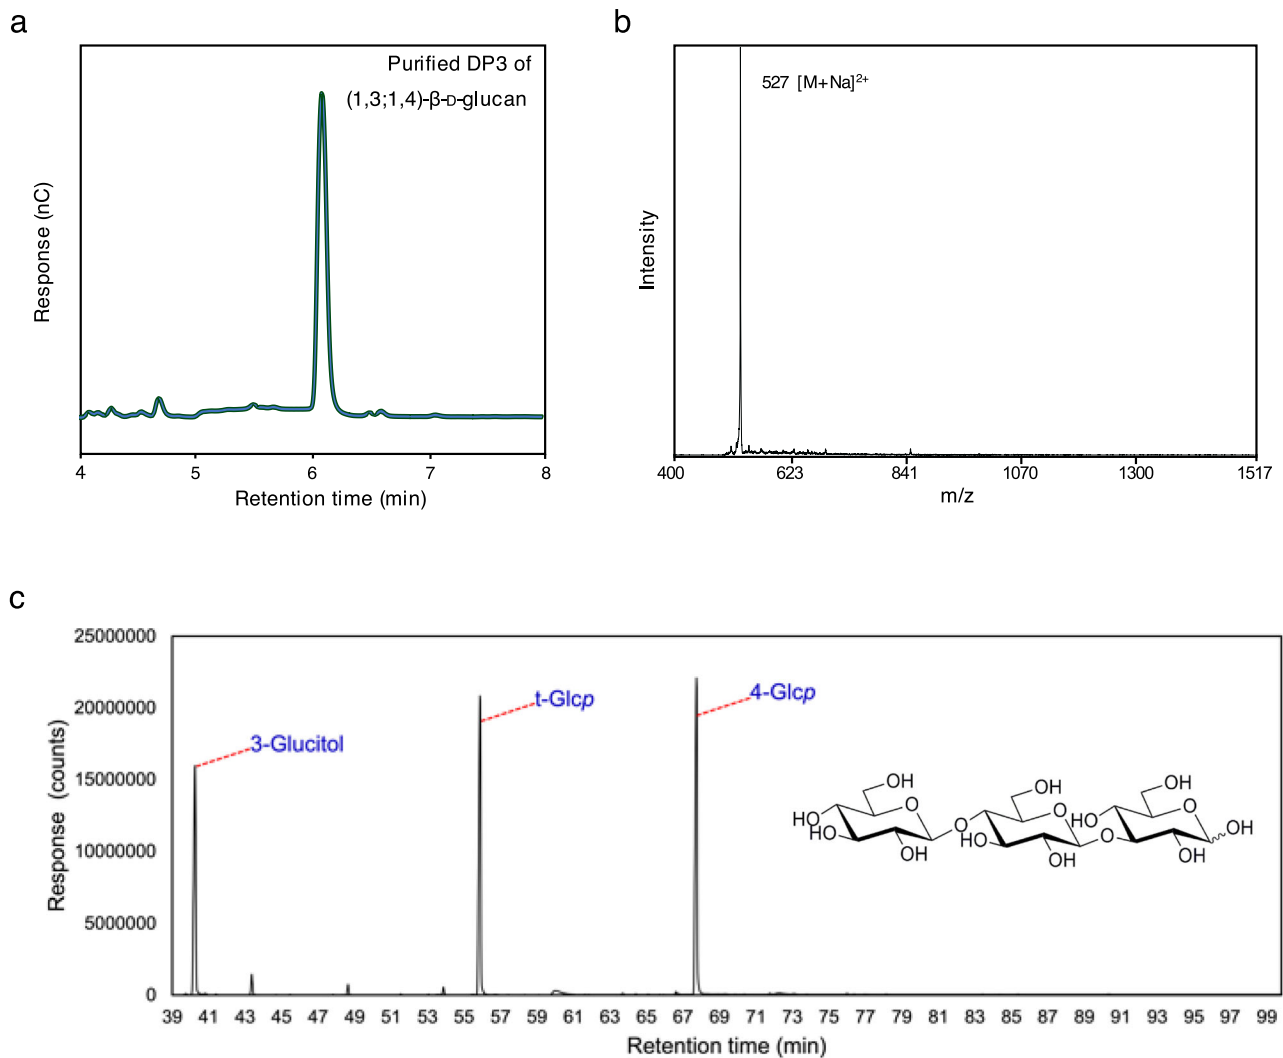 a
Purified DP3 of
(1,3;1,4)-β-D-glucan
Response (nC)
4 5 6 7 8
Retention time (min)
b
527 [M+Na]²⁺
Intensity
400 623 841 1070 1300 1517
m/z
c
25000000
20000000
15000000
10000000
5000000
0
Response (counts)
3-Glucitol
t-Glcp
4-Glcp
OH
O
HO
HO
OH
O
OH
O
HO
OH
O
OH
O
HO
OH
OH
39 41 43 45 47 49 51 53 55 57 59 61 63 65 67 69 71 73 75 77 79 81 83 85 87 89 91 93 95 97 99
Retention time (min)